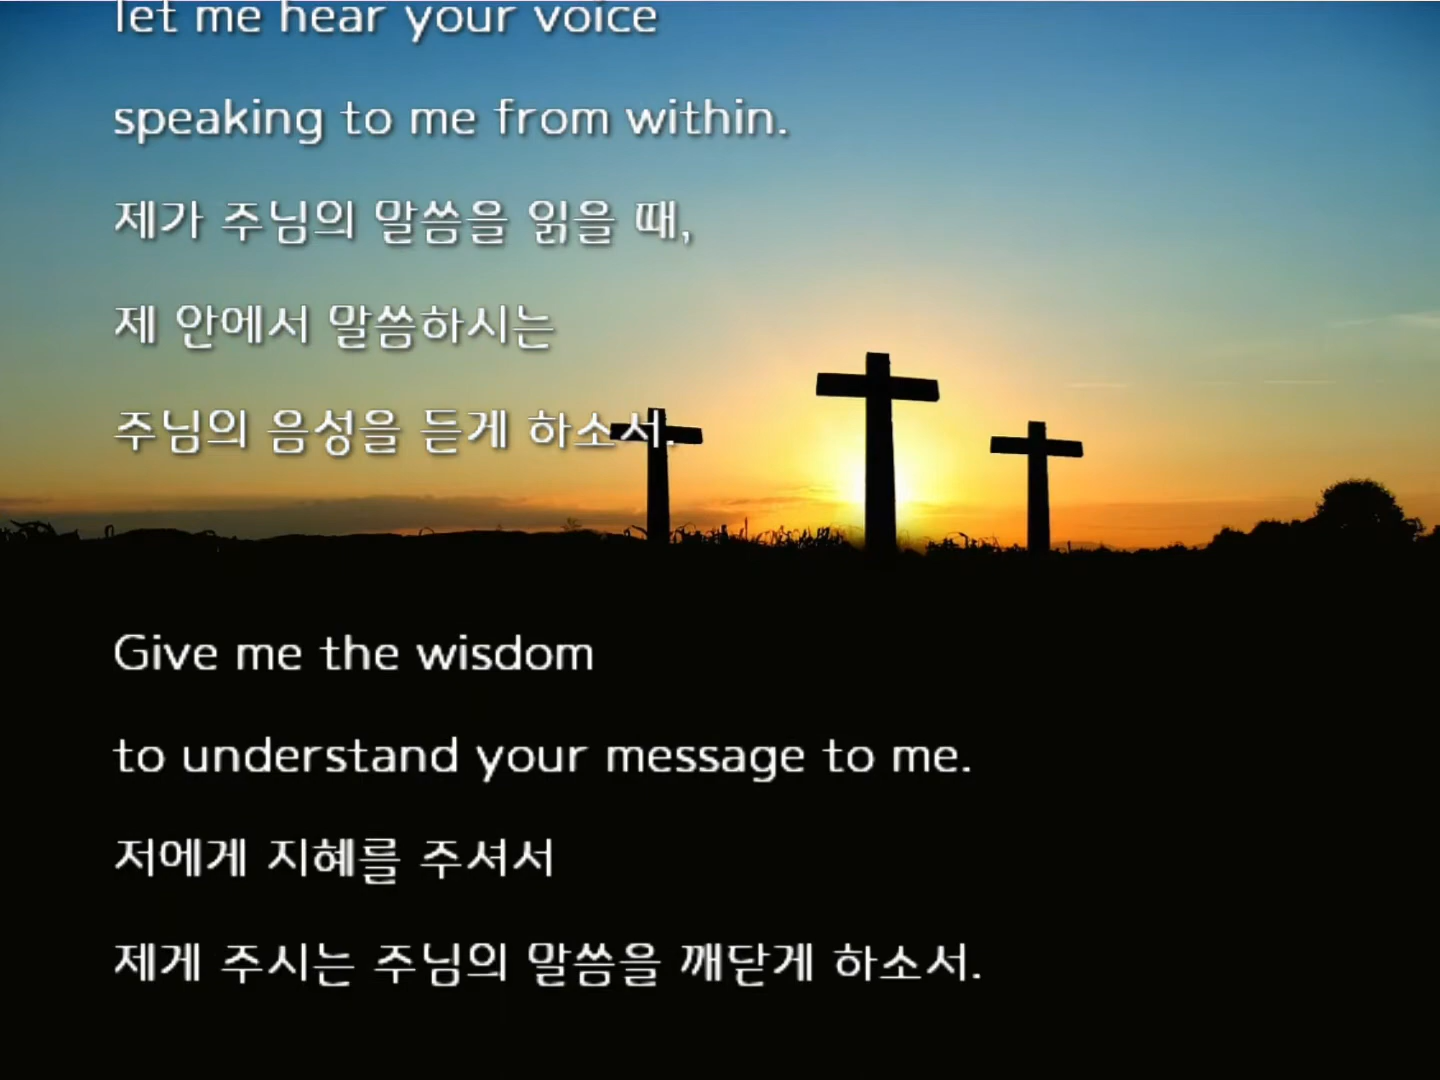 let me hear your voice
speaking to me from within.
제가 주님의 말씀을 읽을 때,
제 안에서 말씀하시는
주님의 음성을 듣게 하소서.
Give me the wisdom
to understand your message to me.
저에게 지혜를 주셔서
제게 주시는 주님의 말씀을 깨닫게 하소서.